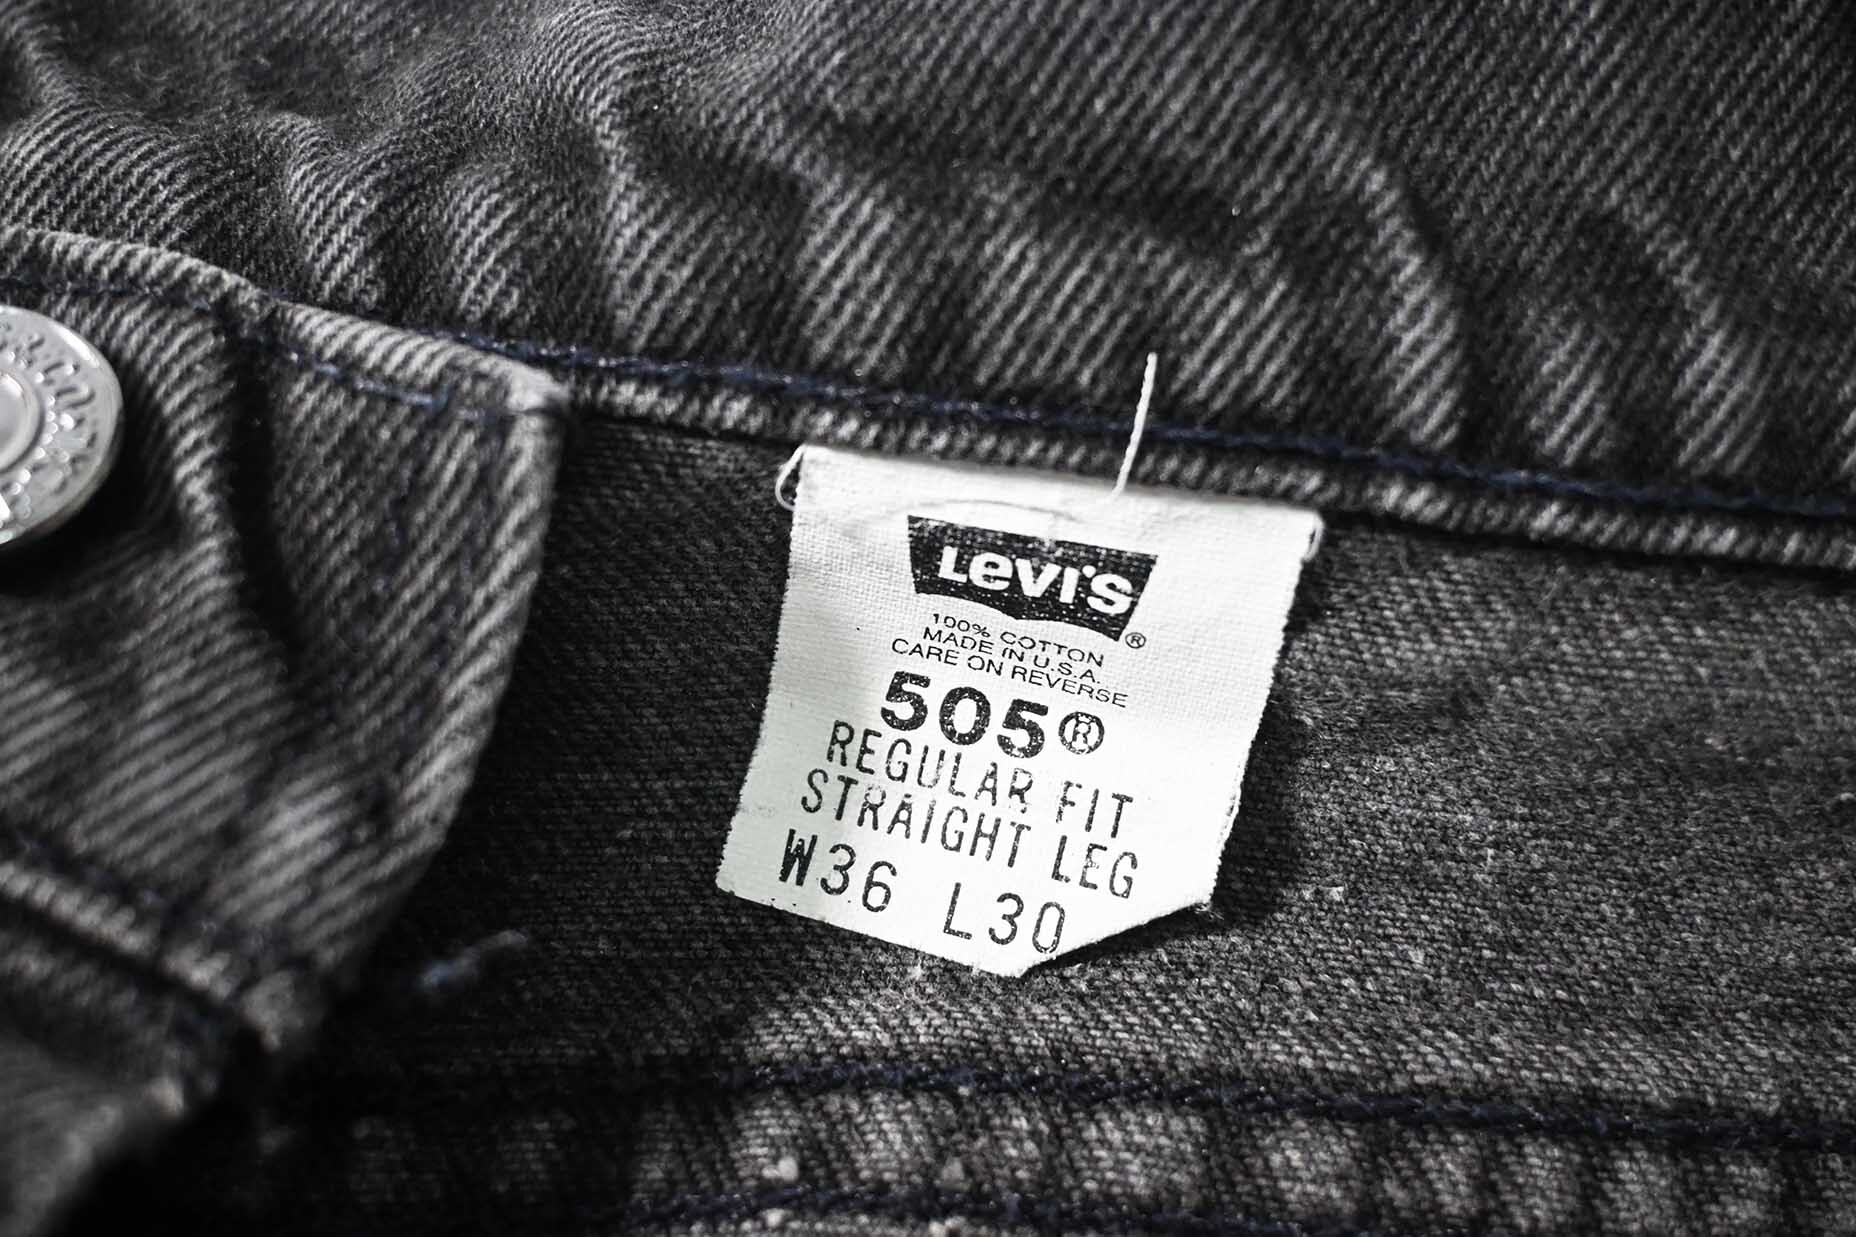 Levi's
®
100% COTTON
MADE IN U.S.A.
CARE ON REVERSE
505®
REGULAR FIT
STRAIGHT LEG
W36 L30